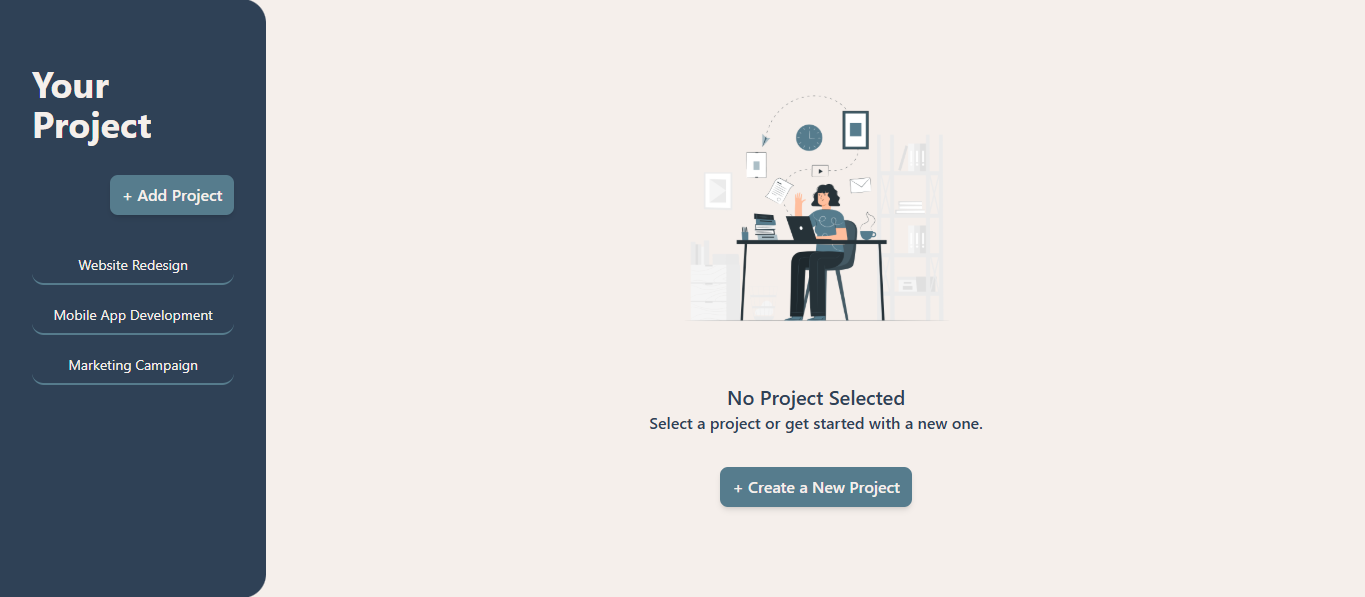 Your
Project
+ Add Project
Website Redesign
Mobile App Development
Marketing Campaign
No Project Selected
Select a project or get started with a new one.
+ Create a New Project